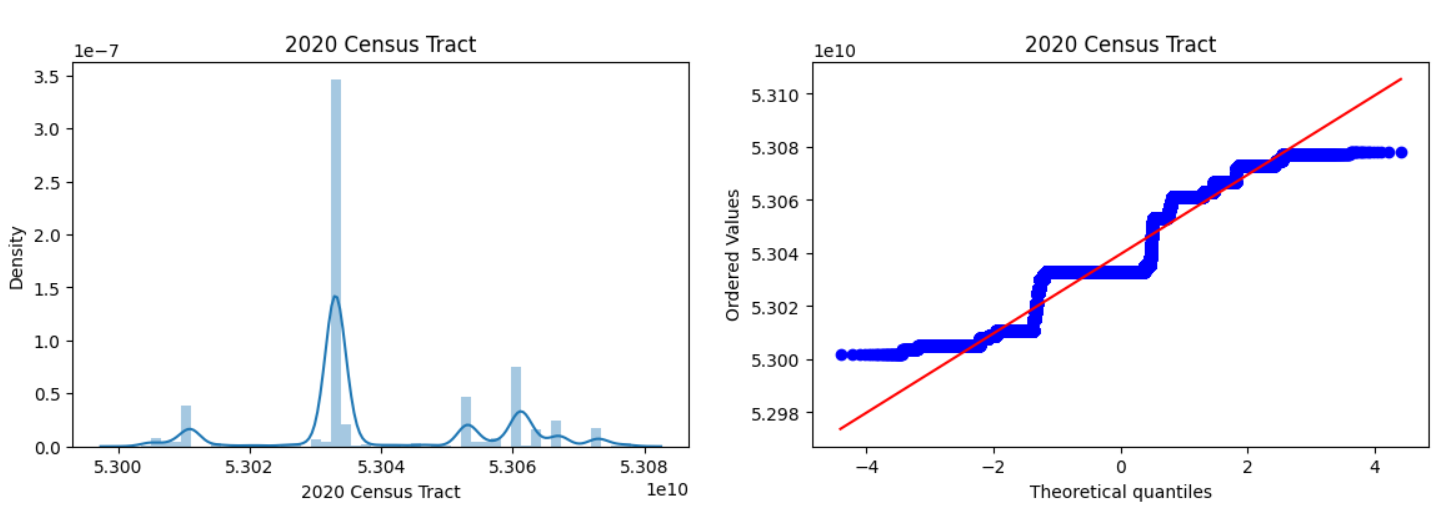 2020 Census Tract
1e−7
3.5
3.0
2.5
2.0
1.5
1.0
0.5
0.0
Density
5.300 5.302 5.304 5.306 5.308
1e10
2020 Census Tract
2020 Census Tract
1e10
5.310
5.308
5.306
5.304
5.302
5.300
5.298
Ordered Values
−4 −2 0 2 4
Theoretical quantiles